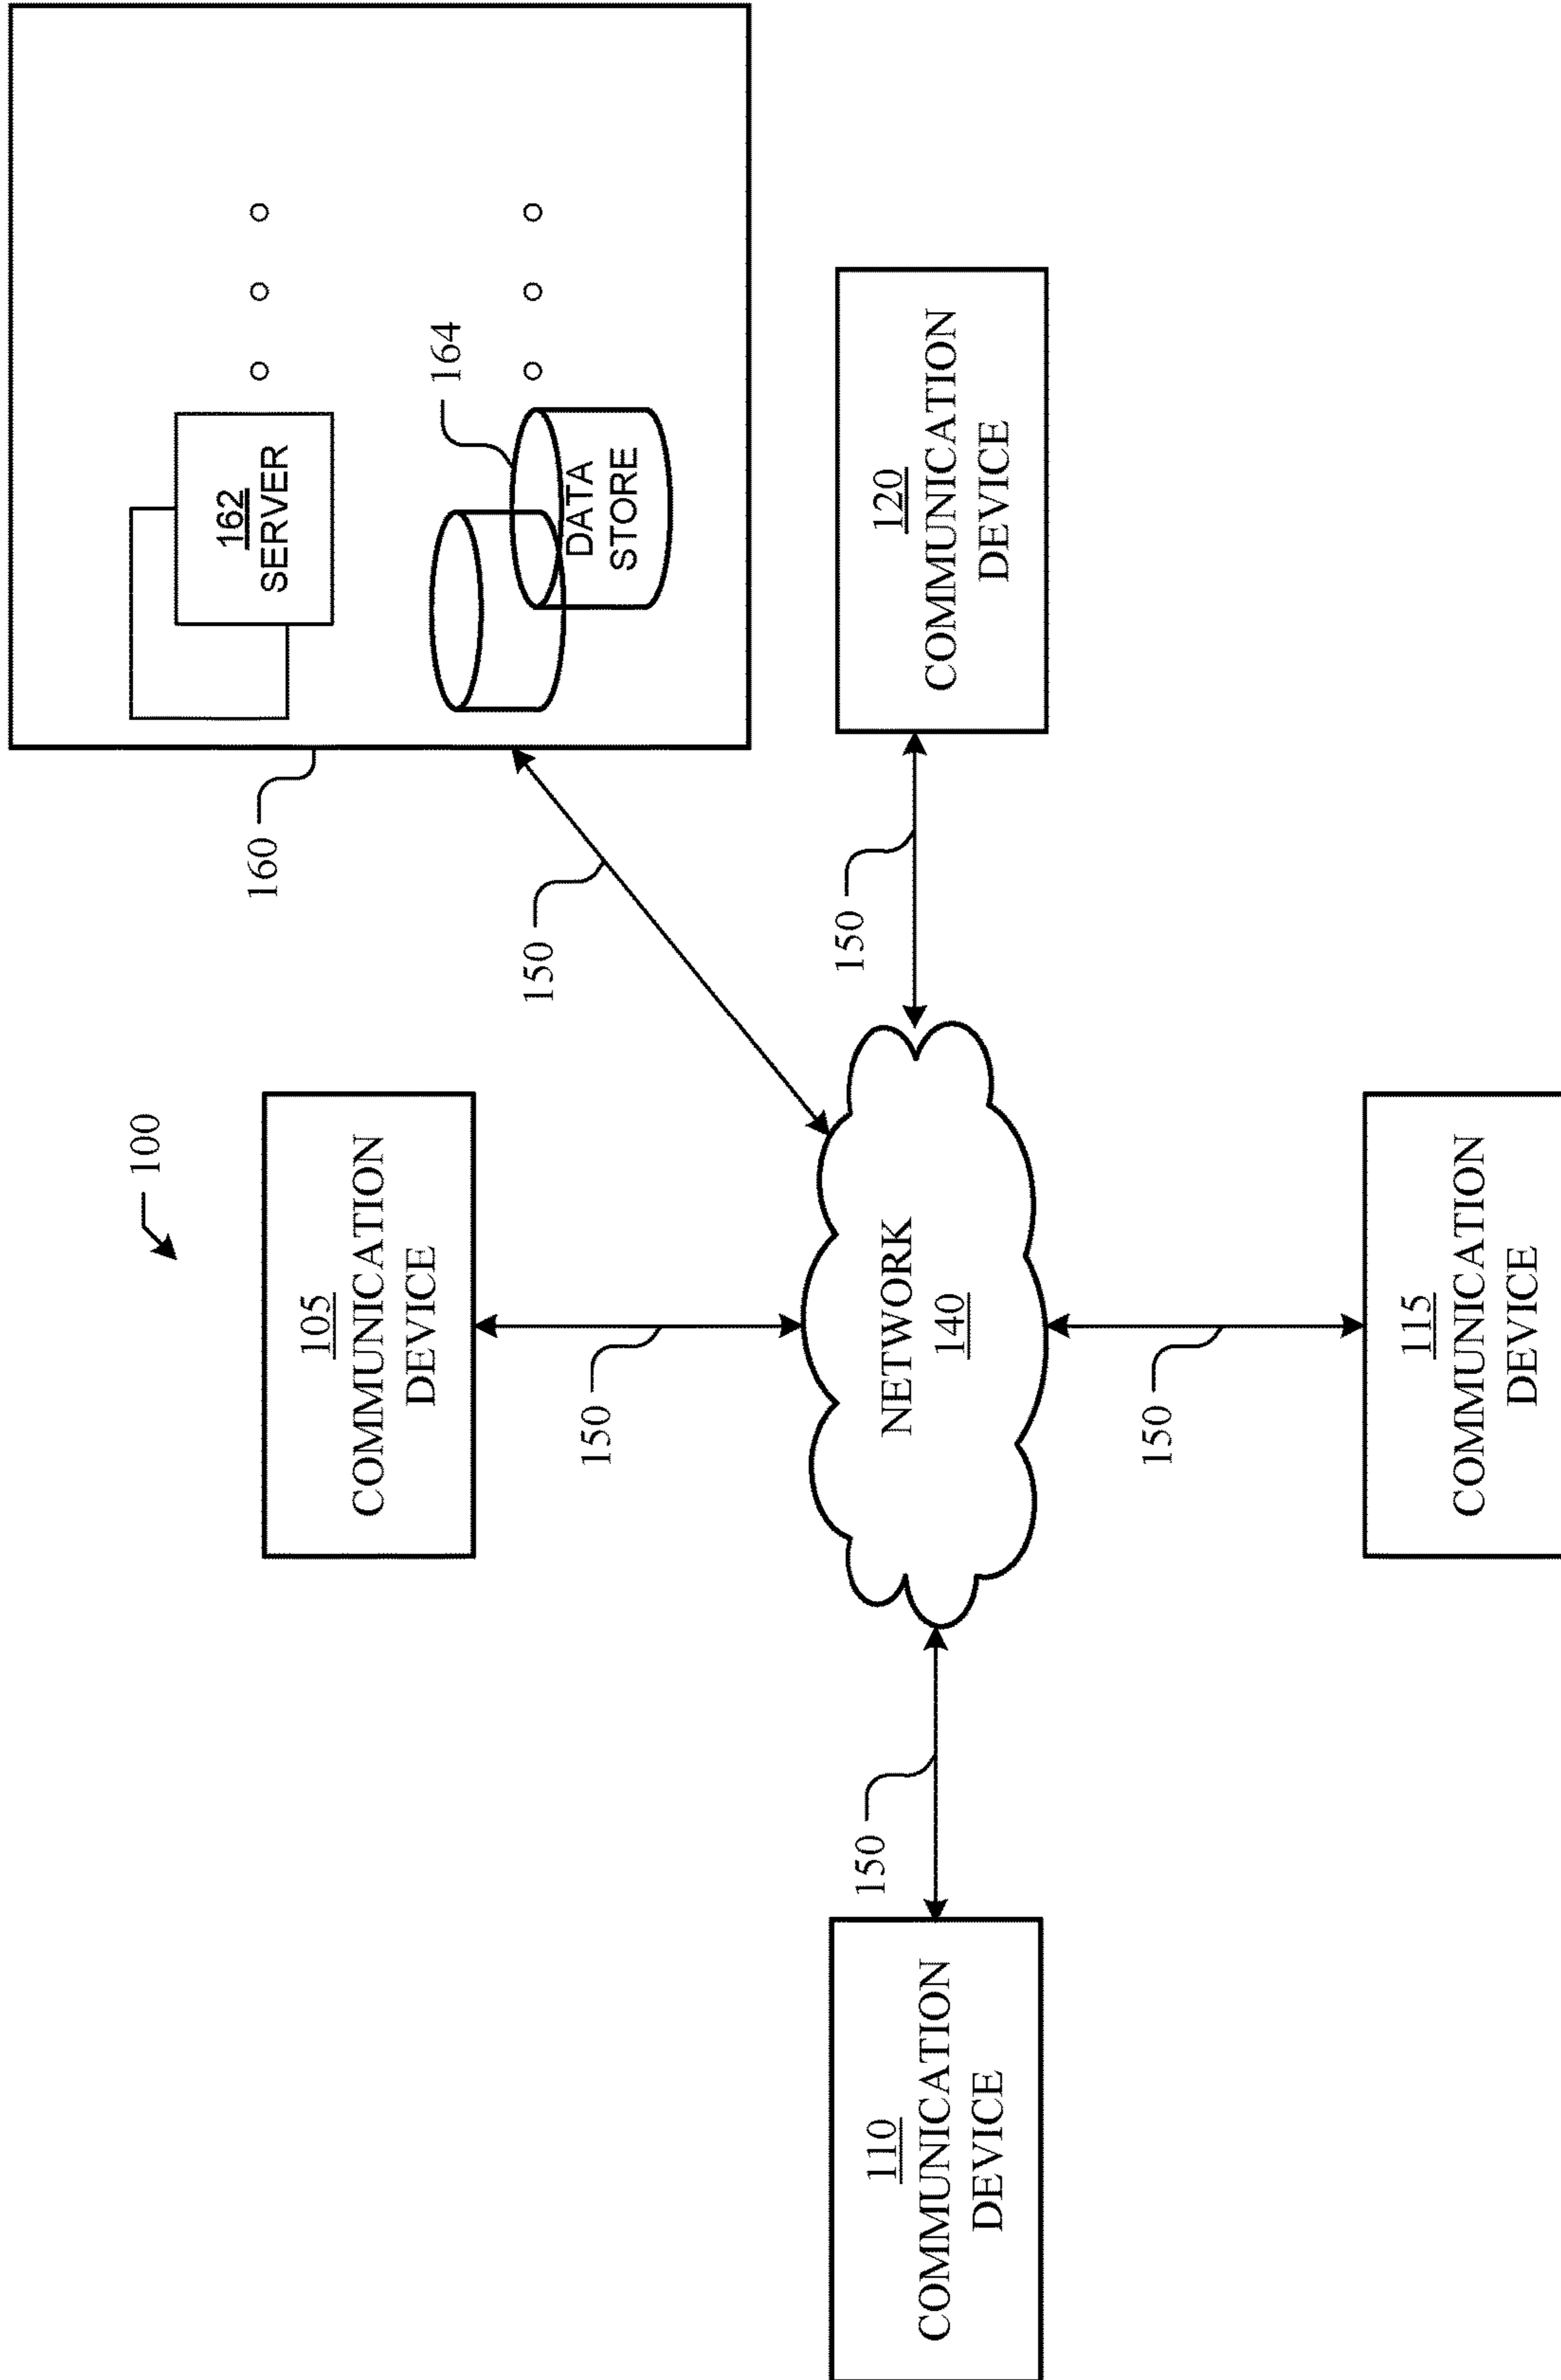 100
162
SERVER
160
105
COMMUNICATION
DEVICE
164
DATA
STORE
150
150
150
150
110
COMMUNICATION
DEVICE
NETWORK
140
120
COMMUNICATION
DEVICE
150
115
COMMUNICATION
DEVICE